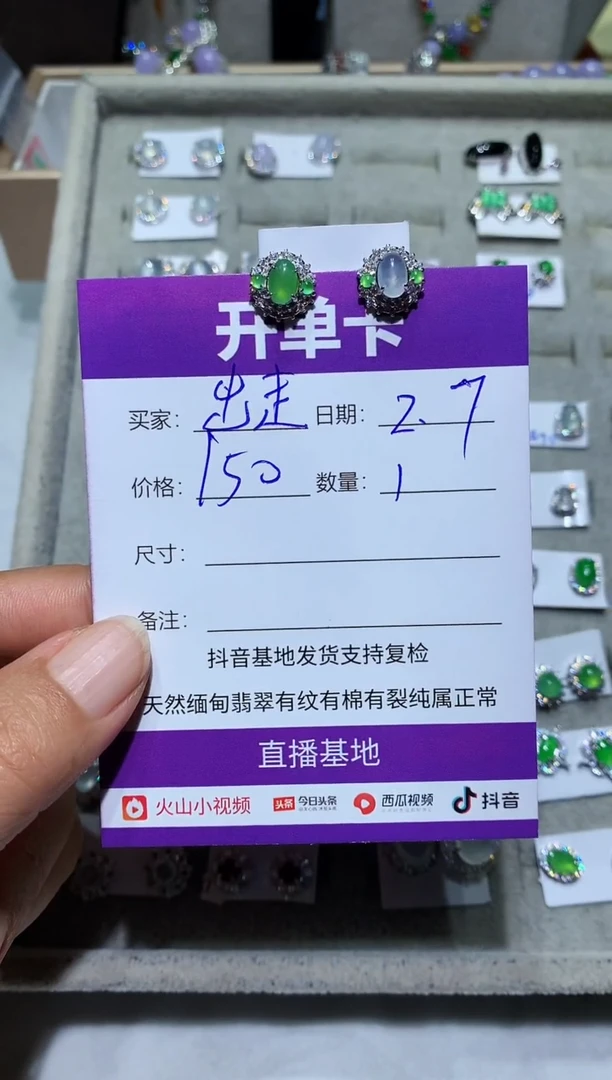 开单卡
买家： 出走 日期： 2.7
价格： 150 数量： 1
尺寸：
备注：
抖音基地发货支持复检
天然缅甸翡翠有纹有棉有裂纯属正常
直播基地
火山小视频 头条 今日头条 西瓜视频 抖音